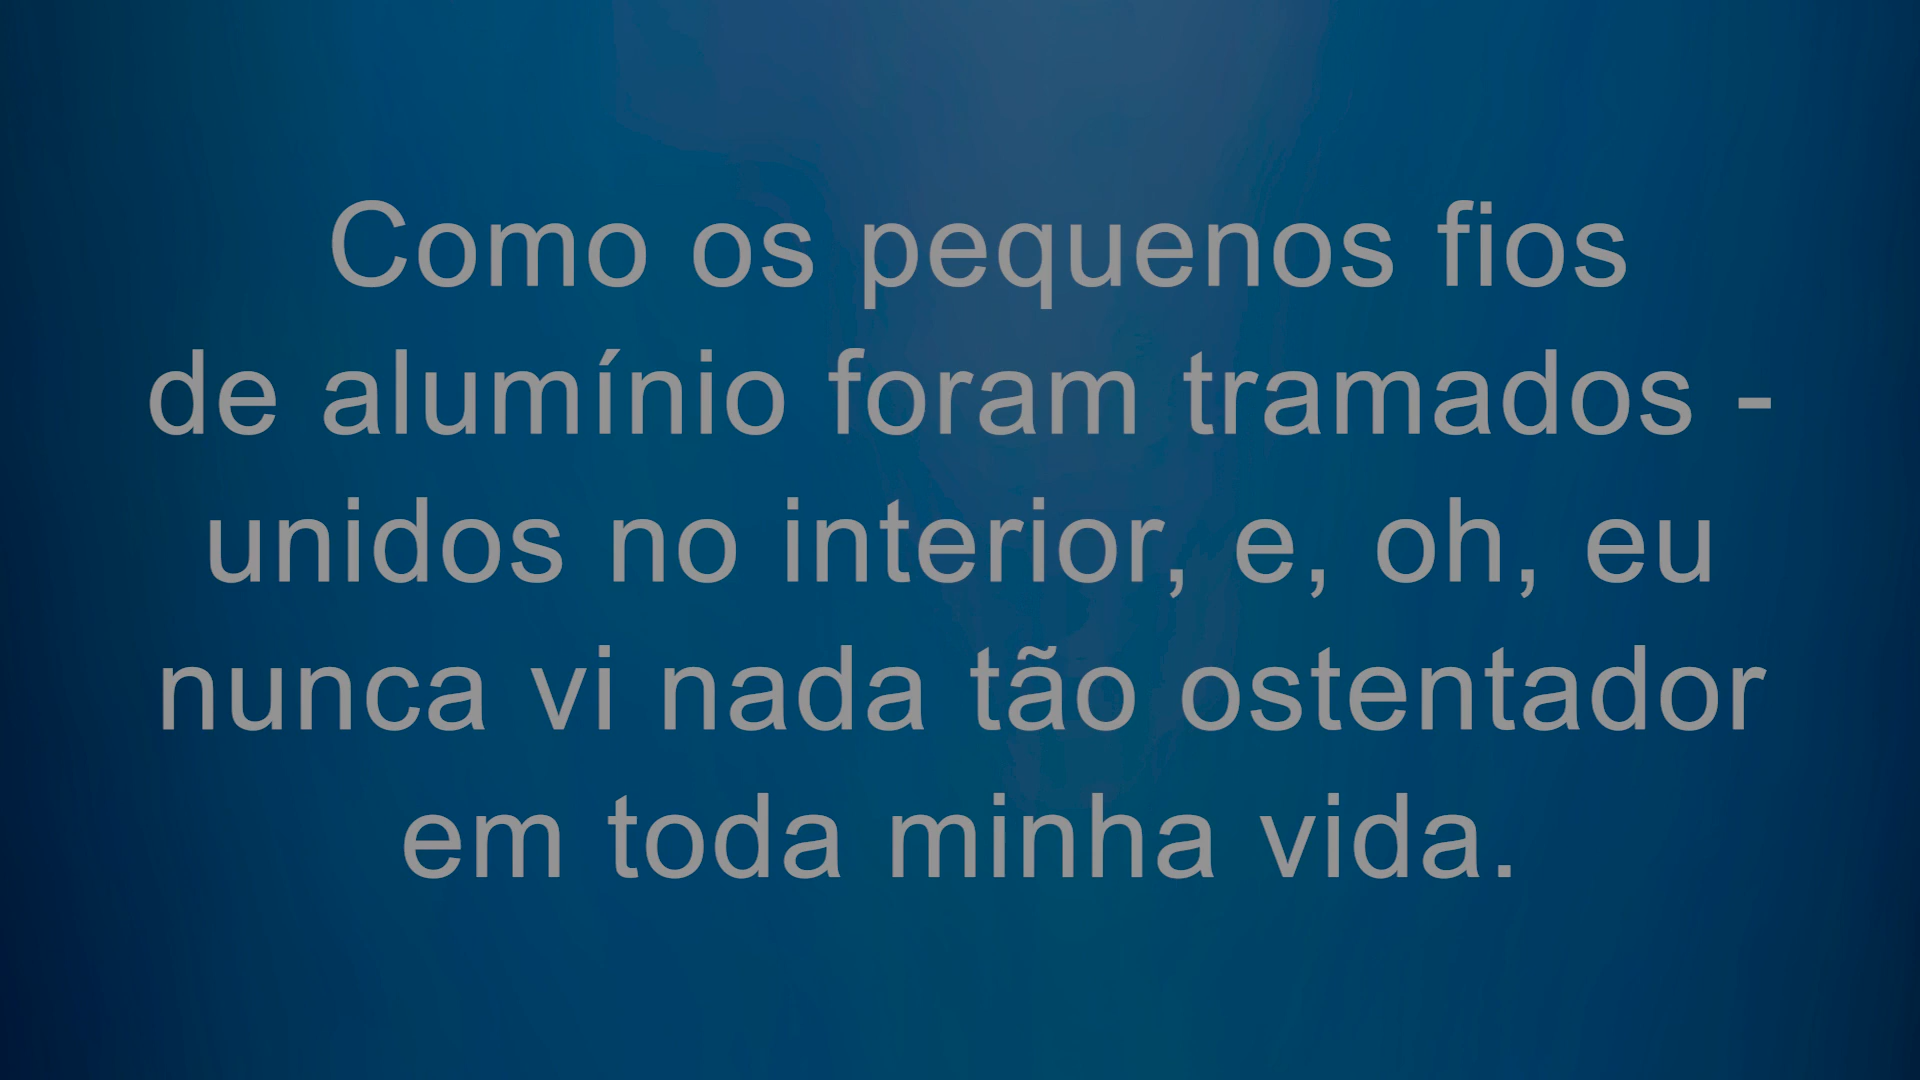 Como os pequenos fios
de alumínio foram tramados -
unidos no interior, e, oh, eu
nunca vi nada tão ostentador
em toda minha vida.